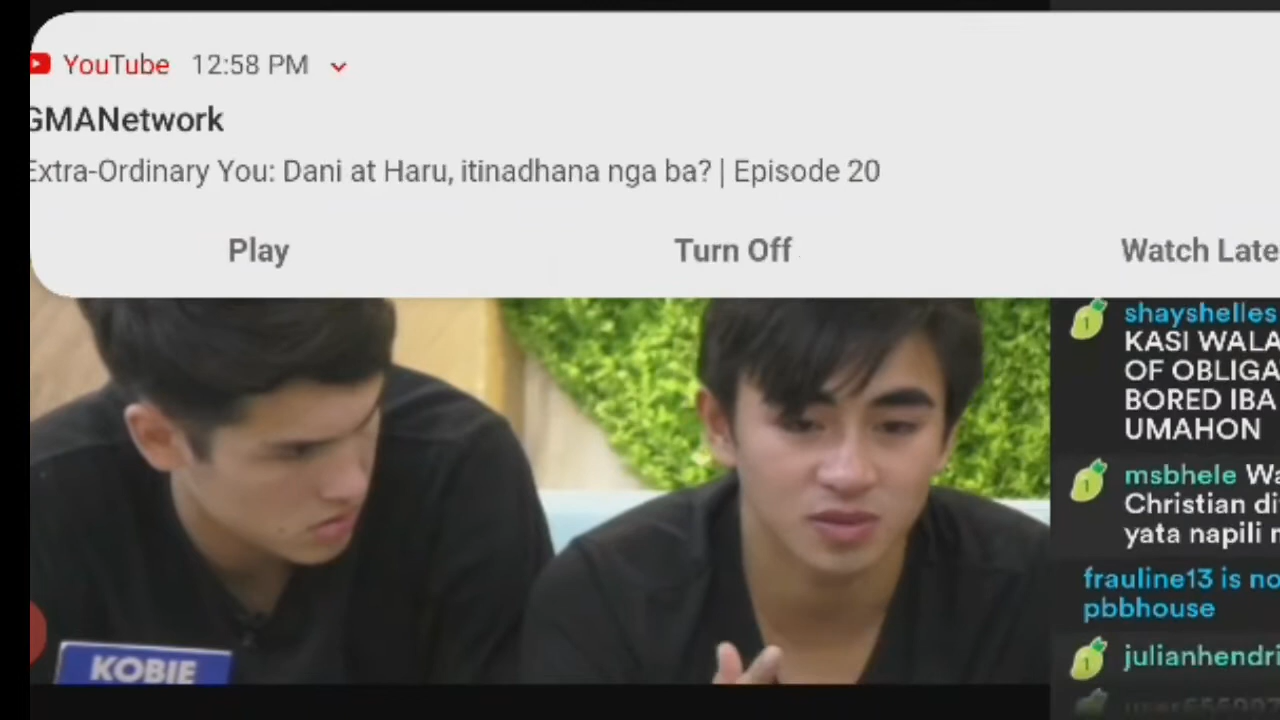 YouTube 12:58 PM
GMANetwork
Extra-Ordinary You: Dani at Haru, itinadhana nga ba? | Episode 20
Play Turn Off Watch Late
shayshelles
KASI WALA
OF OBLIGA
BORED IBA
UMAHON
msbhele Wa
Christian di
yata napili
frauline13 is no
pbbhouse
julianhendri
KOBIE